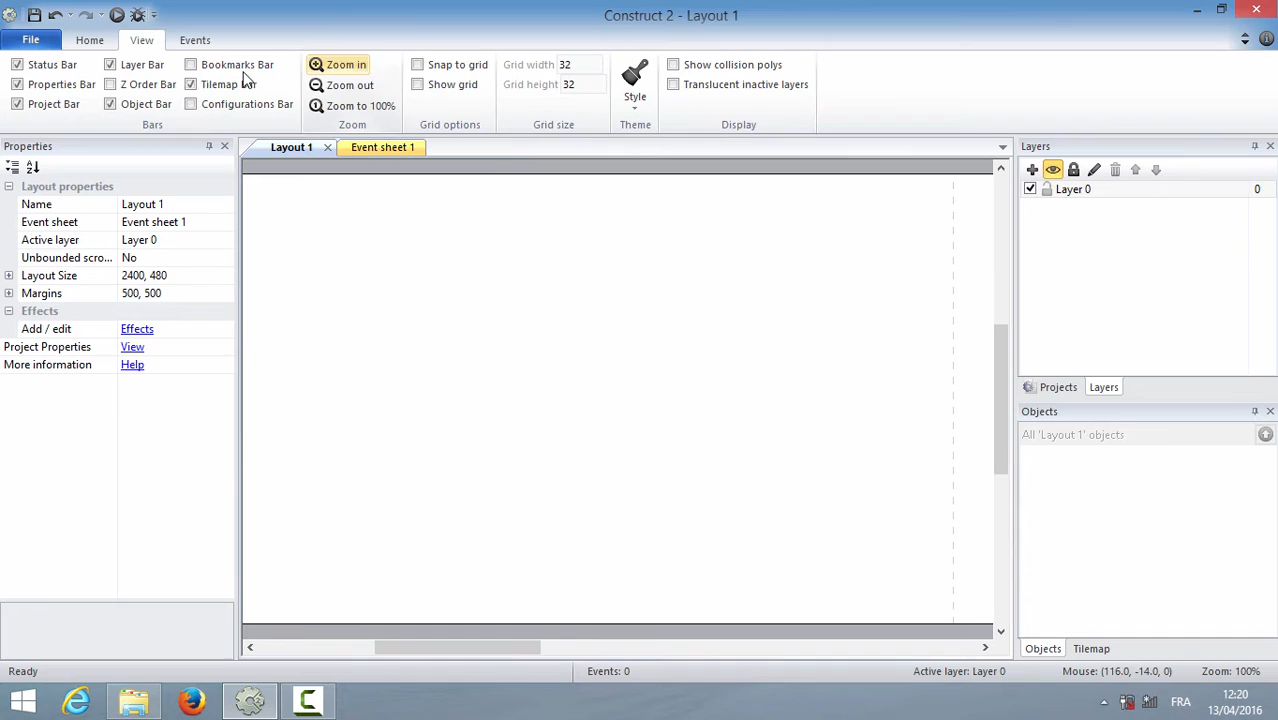 Construct 2 - Layout 1
File Home View Events
Status Bar Layer Bar Bookmarks Bar Zoom in Snap to grid Grid width 32 Show collision polys
Properties Bar Z Order Bar Tilemap Zoom out Show grid Grid height 32 Style Translucent inactive layers
Project Bar Object Bar Configurations Bar Zoom to 100%
Bars Zoom Grid options Grid size Theme Display
Properties Layout 1 Event sheet 1 Layers
Layout properties
Layer 0 0
Name Layout 1
Event sheet Event sheet 1
Active layer Layer 0
Unbounded scro... No
Layout Size 2400, 480
Margins 500, 500
Effects
Add / edit Effects
Project Properties View
More information Help
Projects Layers
Objects
All 'Layout 1' objects
Objects Tilemap
Ready Events: 0 Active layer: Layer 0 Mouse: (116.0, -14.0, 0) Zoom: 100%
FRA 12:20
13/04/2016